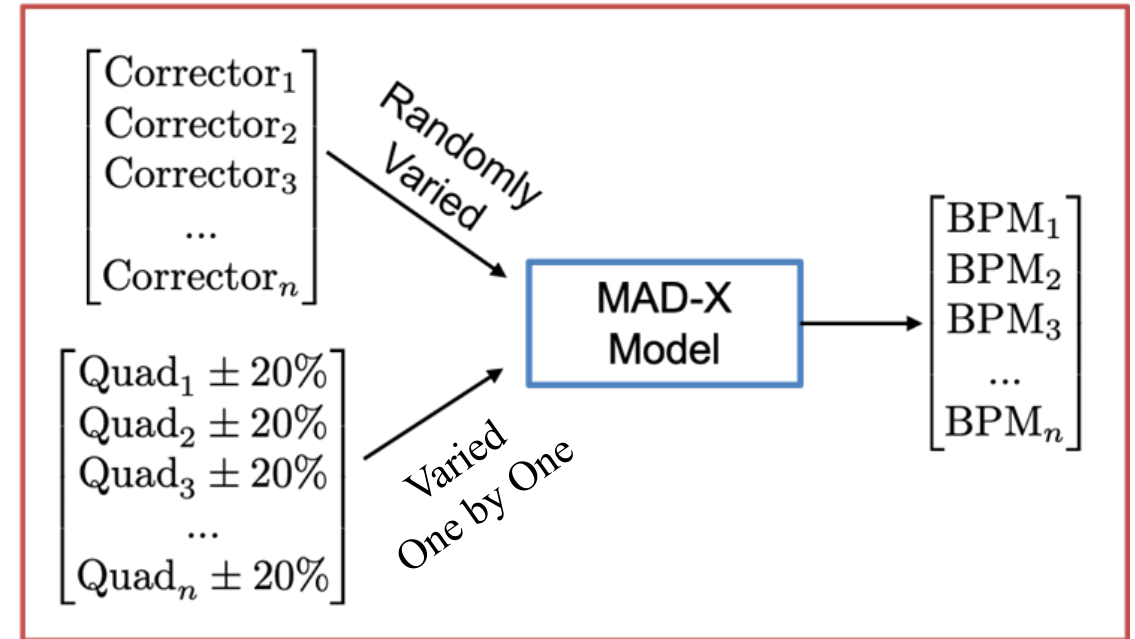 Corrector₁
Corrector₂
Corrector₃
...
Correctorₙ
Randomly
Varied
Quad₁ ± 20%
Quad₂ ± 20%
Quad₃ ± 20%
...
Quadₙ ± 20%
Varied
One by One
MAD-X
Model
BPM₁
BPM₂
BPM₃
...
BPMₙ